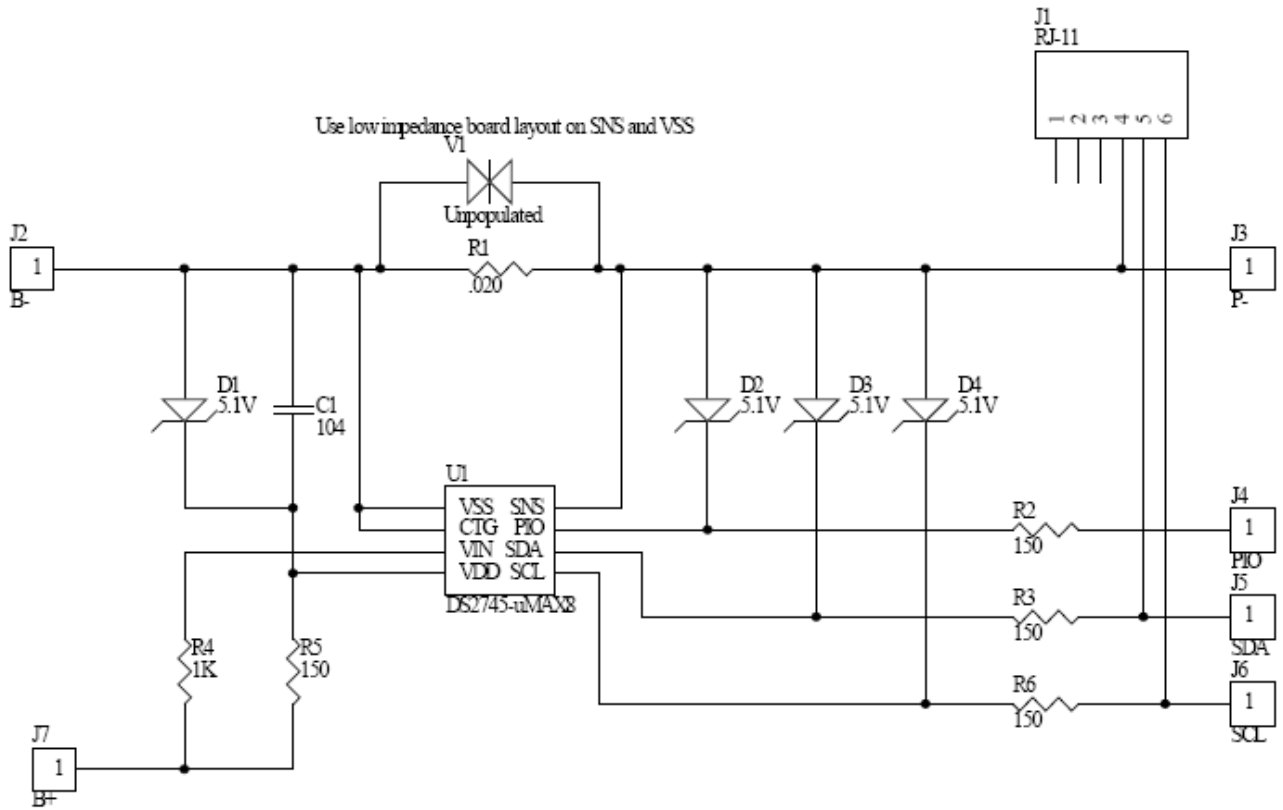 J1
RJ-11
1 2 3 4 5 6
Use low impedance board layout on SNS and VSS
V1
Unpopulated
J2
1
B-
R1
.020
J3
1
P-
D1
5.1V
C1
104
D2
5.1V
D3
5.1V
D4
5.1V
U1
VSS SNS
CTG PIO
VIN SDA
VDD SCL
DS2745-uMAX8
R2
150
J4
1
PIO
R3
150
J5
1
SDA
R4
1K
R5
150
R6
150
J6
1
SCL
J7
1
B+